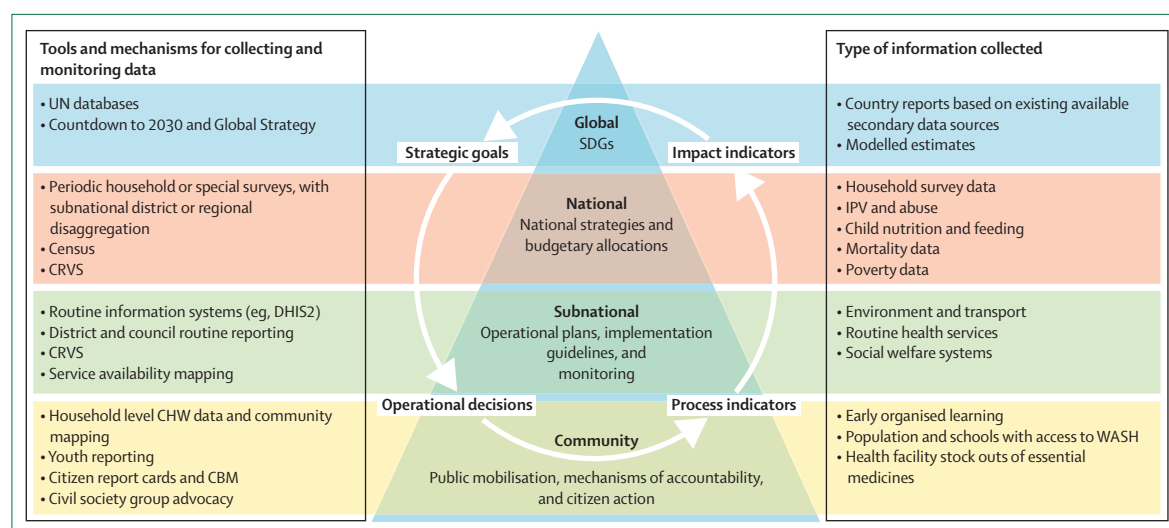 Tools and mechanisms for collecting and
monitoring data
• UN databases
• Countdown to 2030 and Global Strategy
• Periodic household or special surveys, with
subnational district or regional
disaggregation
• Census
• CRVS
• Routine information systems (eg, DHIS2)
• District and council routine reporting
• CRVS
• Service availability mapping
• Household level CHW data and community
mapping
• Youth reporting
• Citizen report cards and CBM
• Civil society group advocacy
Global
SDGs
Strategic goals
Impact indicators
National
National strategies and
budgetary allocations
Subnational
Operational plans, implementation
guidelines, and
monitoring
Operational decisions
Process indicators
Community
Public mobilisation, mechanisms of accountability,
and citizen action
Type of information collected
• Country reports based on existing available
secondary data sources
• Modelled estimates
• Household survey data
• IPV and abuse
• Child nutrition and feeding
• Mortality data
• Poverty data
• Environment and transport
• Routine health services
• Social welfare systems
• Early organised learning
• Population and schools with access to WASH
• Health facility stock outs of essential
medicines